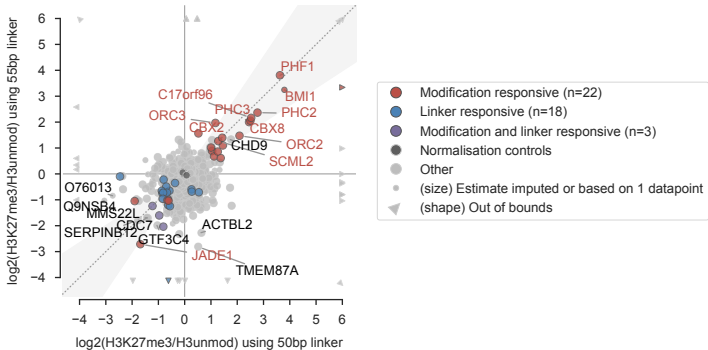 6
5
4
3
2
1
0
−1
−2
−3
−4
log2(H3K27me3/H3unmod) using 55bp linker
PHF1
C17orf96
BMI1
PHC3
PHC2
ORC3
CBX2
CBX8
CHD9
ORC2
SCML2
O76013
Q9NSB4
MMS22L
CDC7
SERPINB12
GTF3C4
ACTBL2
JADE1
TMEM87A
−4 −3 −2 −1 0 1 2 3 4 5 6
log2(H3K27me3/H3unmod) using 50bp linker
Modification responsive (n=22)
Linker responsive (n=18)
Modification and linker responsive (n=3)
Normalisation controls
Other
(size) Estimate imputed or based on 1 datapoint
(shape) Out of bounds